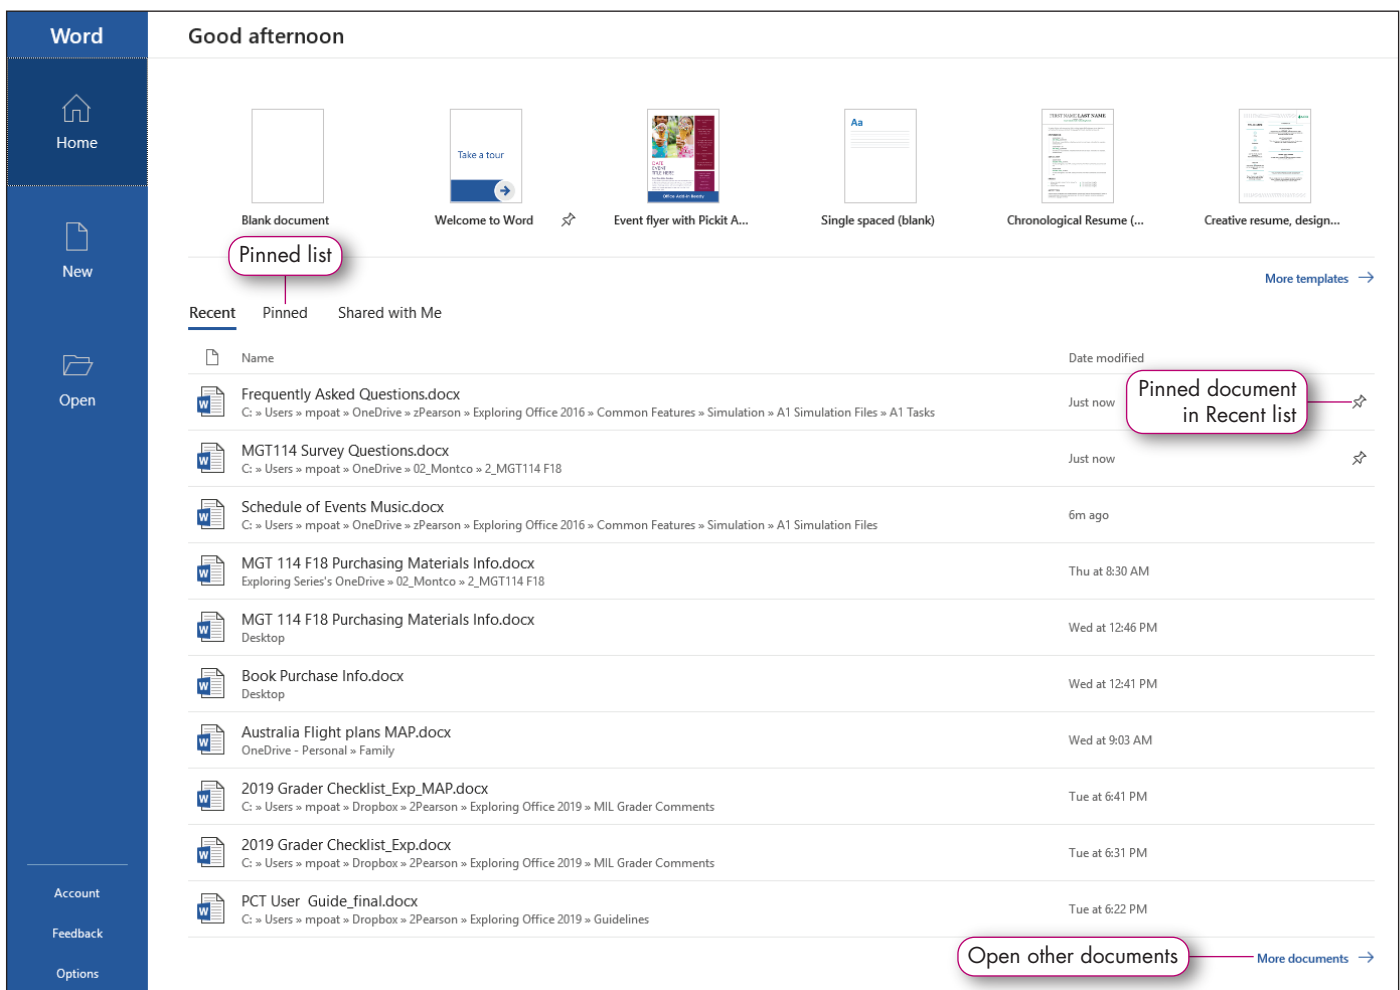 Word
Good afternoon
Home
New
Open
Account
Feedback
Options
Take a tour
DATE
EVENT
TITLE HERE
Aa
FIRST NAME LAST NAME
Blank document
Welcome to Word
Event flyer with Pickit A...
Single spaced (blank)
Chronological Resume (...
Creative resume, design...
Pinned list
More templates
Recent Pinned Shared with Me
Name Date modified
Frequently Asked Questions.docx
C: » Users » mpoat » OneDrive » zPearson » Exploring Office 2016 » Common Features » Simulation » A1 Simulation Files » A1 Tasks
Just now
Pinned document
in Recent list
MGT114 Survey Questions.docx
C: » Users » mpoat » OneDrive » 02_Montco » 2_MGT114 F18
Just now
Schedule of Events Music.docx
C: » Users » mpoat » OneDrive » zPearson » Exploring Office 2016 » Common Features » Simulation » A1 Simulation Files
6m ago
MGT 114 F18 Purchasing Materials Info.docx
Exploring Series's OneDrive » 02_Montco » 2_MGT114 F18
Thu at 8:30 AM
MGT 114 F18 Purchasing Materials Info.docx
Desktop
Wed at 12:46 PM
Book Purchase Info.docx
Desktop
Wed at 12:41 PM
Australia Flight plans MAP.docx
OneDrive - Personal » Family
Wed at 9:03 AM
2019 Grader Checklist_Exp_MAP.docx
C: » Users » mpoat » Dropbox » 2Pearson » Exploring Office 2019 » MIL Grader Comments
Tue at 6:41 PM
2019 Grader Checklist_Exp.docx
C: » Users » mpoat » Dropbox » 2Pearson » Exploring Office 2019 » MIL Grader Comments
Tue at 6:31 PM
PCT User  Guide_final.docx
C: » Users » mpoat » Dropbox » 2Pearson » Exploring Office 2019 » Guidelines
Tue at 6:22 PM
Open other documents
More documents